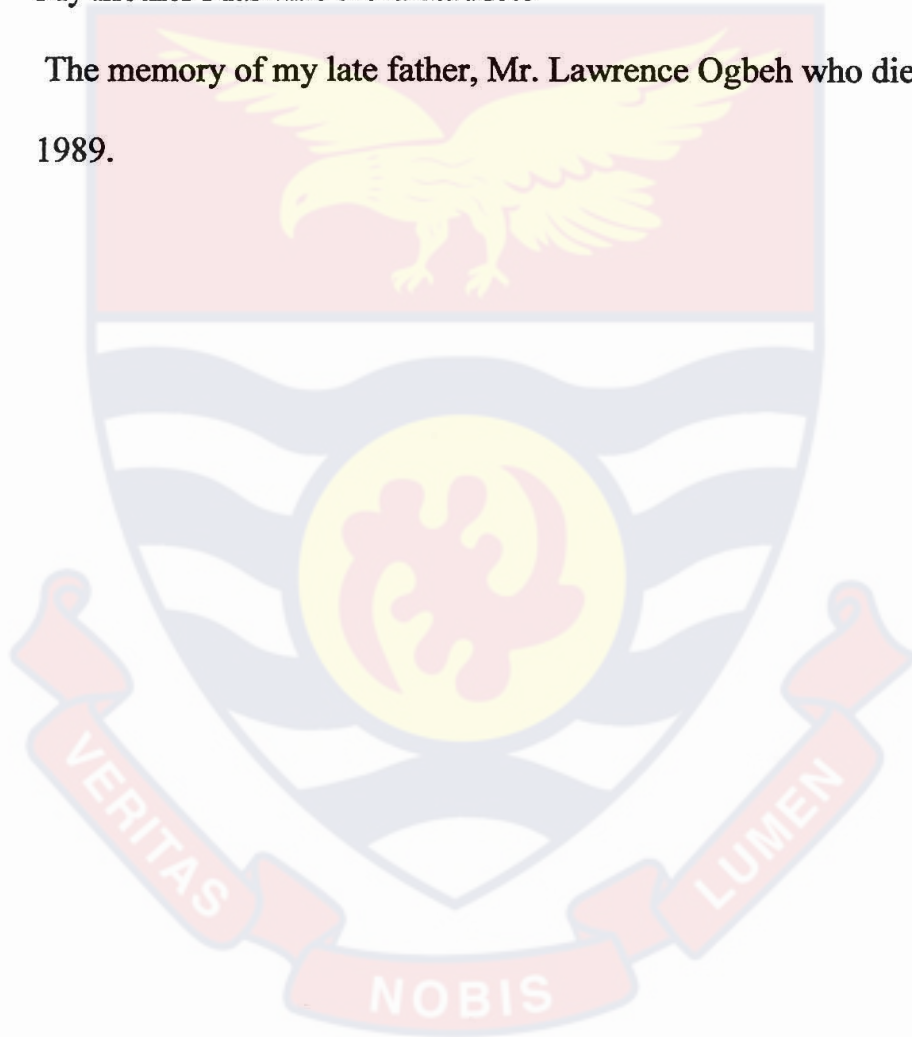 The memory of my late father, Mr. Lawrence Ogbeh who die
1989.
VERITAS
NOBIS
LUMEN